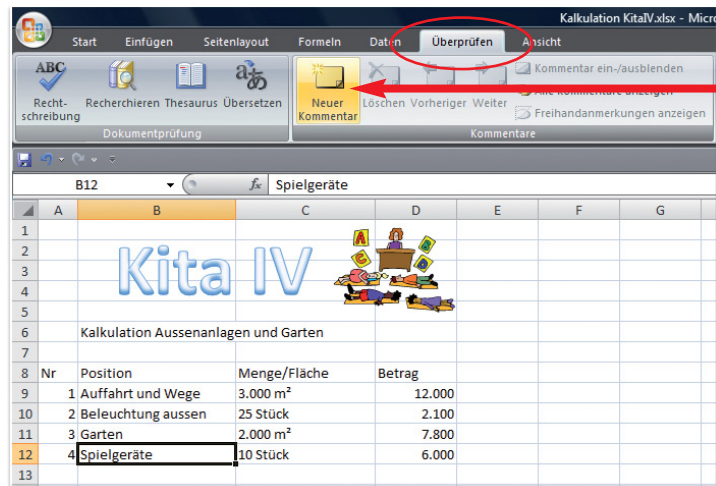 Kalkulation KitaIV.xlsx - Micro
Start Einfügen Seitenlayout Formeln Daten Überprüfen Ansicht
ABC
Recht-
schreibung
Recherchieren Thesaurus Übersetzen
Neuer
Kommentar
Löschen Vorheriger Weiter
Kommentar ein-/ausblenden
Alle Kommentare anzeigen
Freihandanmerkungen anzeigen
Dokumentprüfung Kommentare
B12 fx Spielgeräte
A B C D E F G
1
2
3
4
5
Kita IV
A B C D
6 Kalkulation Aussenanlagen und Garten
7
8 Nr Position Menge/Fläche Betrag
9 1 Auffahrt und Wege 3.000 m² 12.000
10 2 Beleuchtung aussen 25 Stück 2.100
11 3 Garten 2.000 m² 7.800
12 4 Spielgeräte 10 Stück 6.000
13